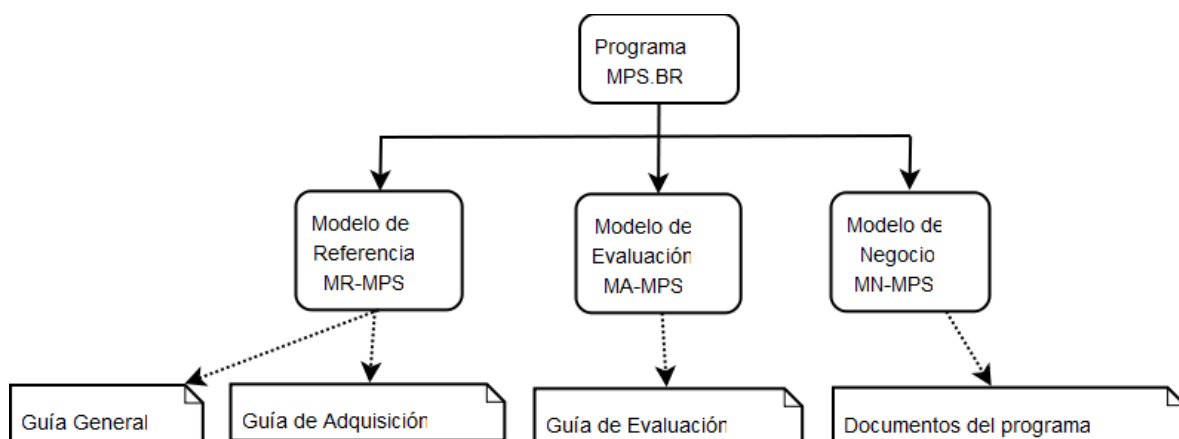 Programa
MPS.BR
Modelo de
Referencia
MR-MPS
Modelo de
Evaluación
MA-MPS
Modelo de
Negocio
MN-MPS
Guía General
Guía de Adquisición
Guía de Evaluación
Documentos del programa